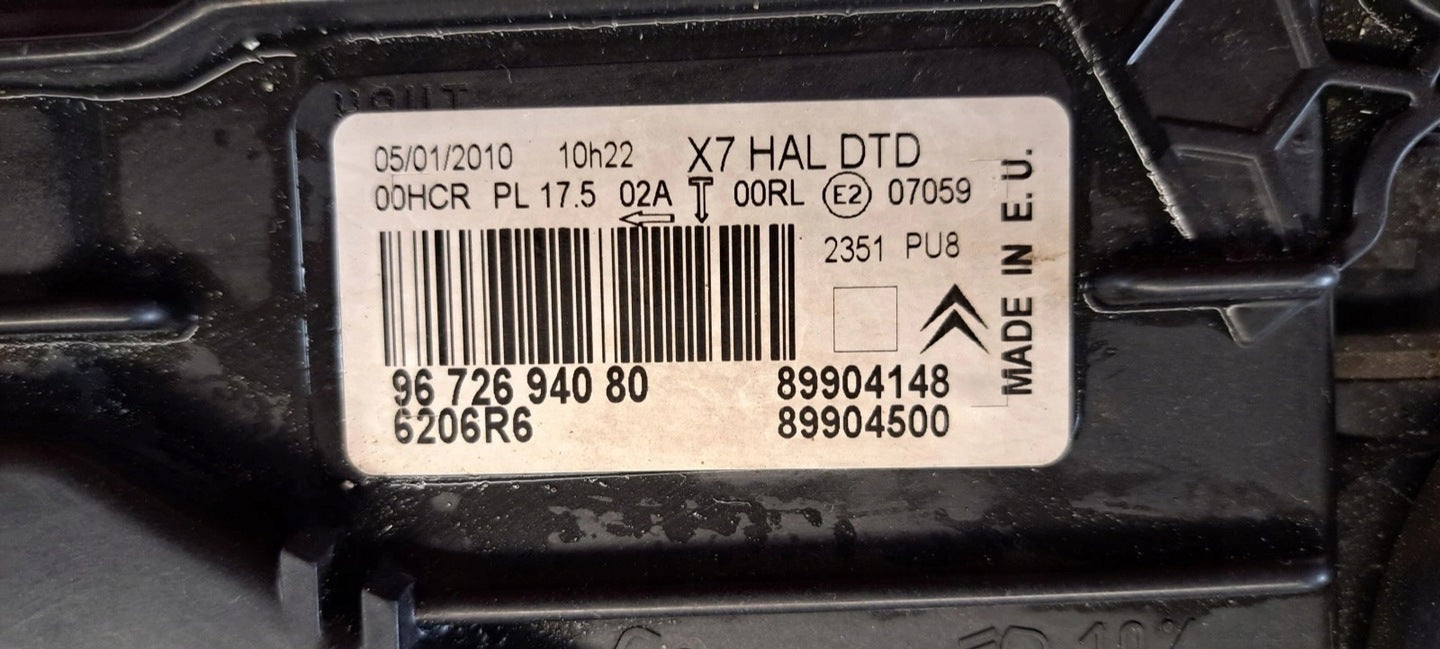 05/01/2010 10h22 X7 HAL DTD
00HCR PL 17.5 02A 00RL E2 07059
2351 PU8
MADE IN E.U.
96 726 940 80 89904148
6206R6 89904500
10%